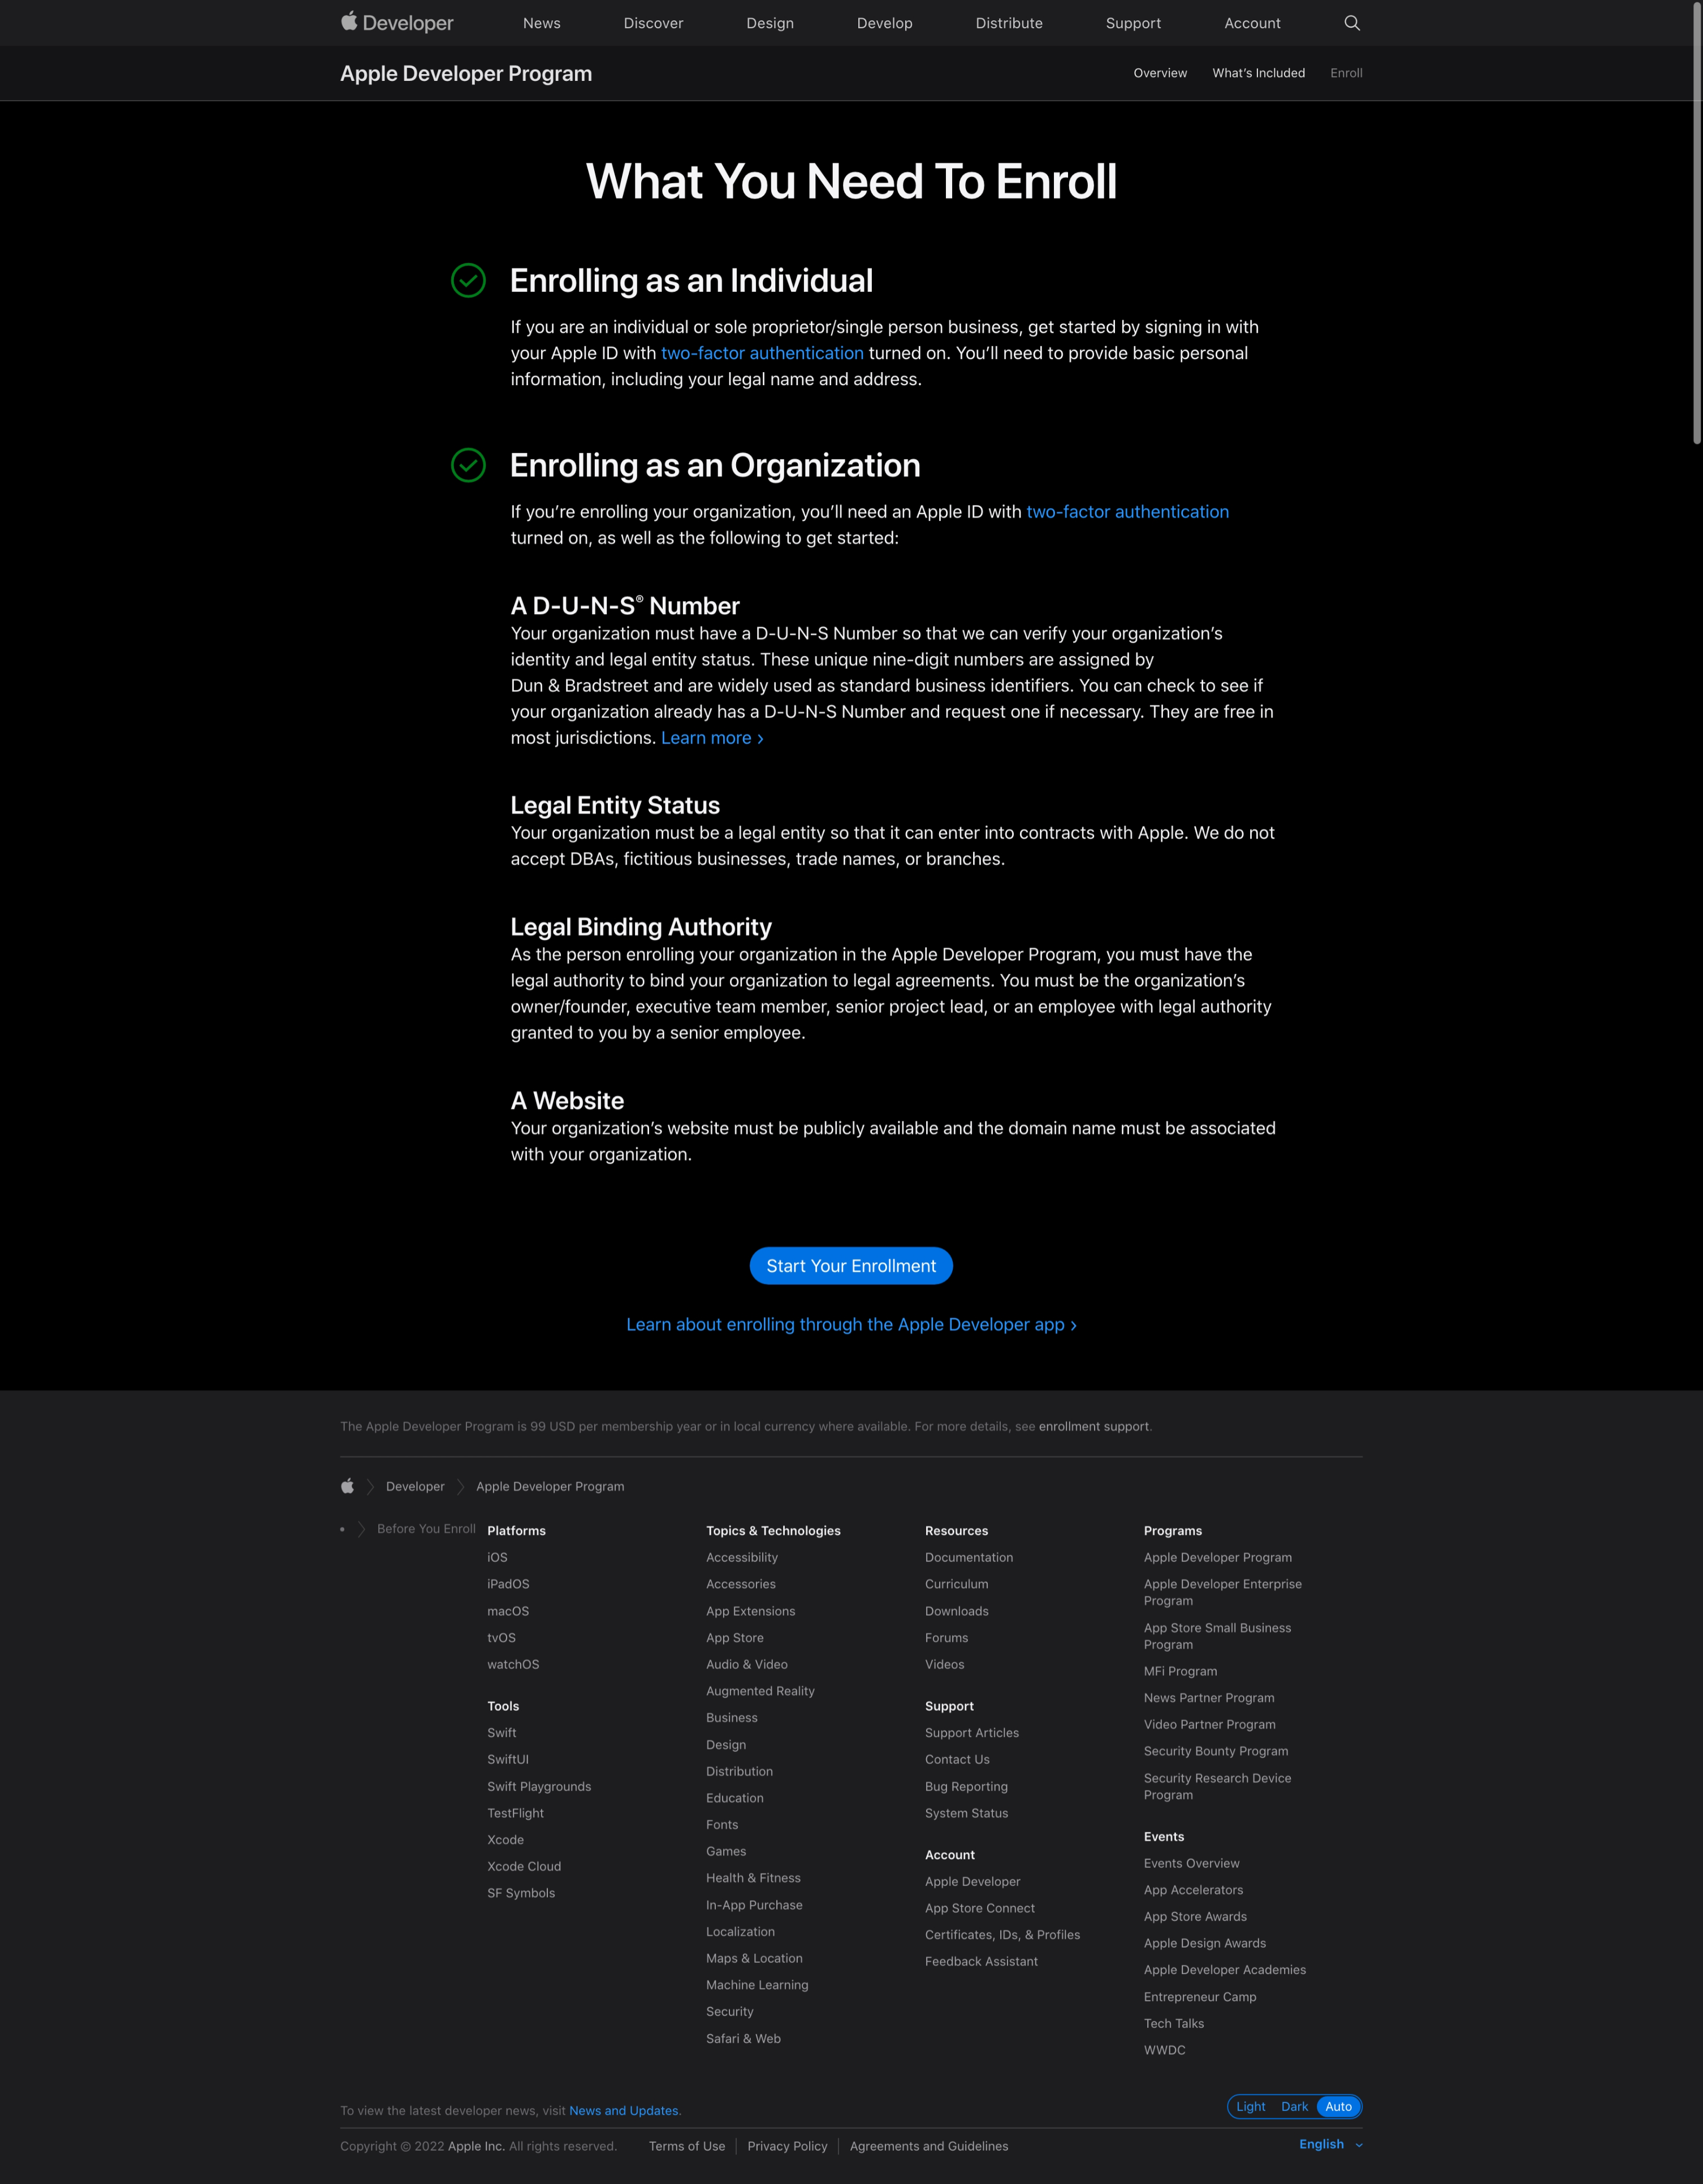 Developer
News
Discover
Design
Develop
Distribute
Support
Account
Apple Developer Program
Overview
What's Included
Enroll
What You Need To Enroll
Enrolling as an Individual
If you are an individual or sole proprietor/single person business, get started by signing in with
your Apple ID with two-factor authentication turned on. You'll need to provide basic personal
information, including your legal name and address.
Enrolling as an Organization
If you're enrolling your organization, you'll need an Apple ID with two-factor authentication
turned on, as well as the following to get started:
A D-U-N-S® Number
Your organization must have a D-U-N-S Number so that we can verify your organization's
identity and legal entity status. These unique nine-digit numbers are assigned by
Dun & Bradstreet and are widely used as standard business identifiers. You can check to see if
your organization already has a D-U-N-S Number and request one if necessary. They are free in
most jurisdictions. Learn more ›
Legal Entity Status
Your organization must be a legal entity so that it can enter into contracts with Apple. We do not
accept DBAs, fictitious businesses, trade names, or branches.
Legal Binding Authority
As the person enrolling your organization in the Apple Developer Program, you must have the
legal authority to bind your organization to legal agreements. You must be the organization's
owner/founder, executive team member, senior project lead, or an employee with legal authority
granted to you by a senior employee.
A Website
Your organization's website must be publicly available and the domain name must be associated
with your organization.
Start Your Enrollment
Learn about enrolling through the Apple Developer app ›
The Apple Developer Program is 99 USD per membership year or in local currency where available. For more details, see enrollment support.
Developer
Apple Developer Program
Before You Enroll
Platforms
iOS
iPadOS
macOS
tvOS
watchOS
Tools
Swift
SwiftUI
Swift Playgrounds
TestFlight
Xcode
Xcode Cloud
SF Symbols
Topics & Technologies
Accessibility
Accessories
App Extensions
App Store
Audio & Video
Augmented Reality
Business
Design
Distribution
Education
Fonts
Games
Health & Fitness
In-App Purchase
Localization
Maps & Location
Machine Learning
Security
Safari & Web
Resources
Documentation
Curriculum
Downloads
Forums
Videos
Support
Support Articles
Contact Us
Bug Reporting
System Status
Account
Apple Developer
App Store Connect
Certificates, IDs, & Profiles
Feedback Assistant
Programs
Apple Developer Program
Apple Developer Enterprise
Program
App Store Small Business
Program
MFi Program
News Partner Program
Video Partner Program
Security Bounty Program
Security Research Device
Program
Events
Events Overview
App Accelerators
App Store Awards
Apple Design Awards
Apple Developer Academies
Entrepreneur Camp
Tech Talks
WWDC
To view the latest developer news, visit News and Updates.
Light
Dark
Auto
Copyright © 2022 Apple Inc. All rights reserved.
Terms of Use
Privacy Policy
Agreements and Guidelines
English